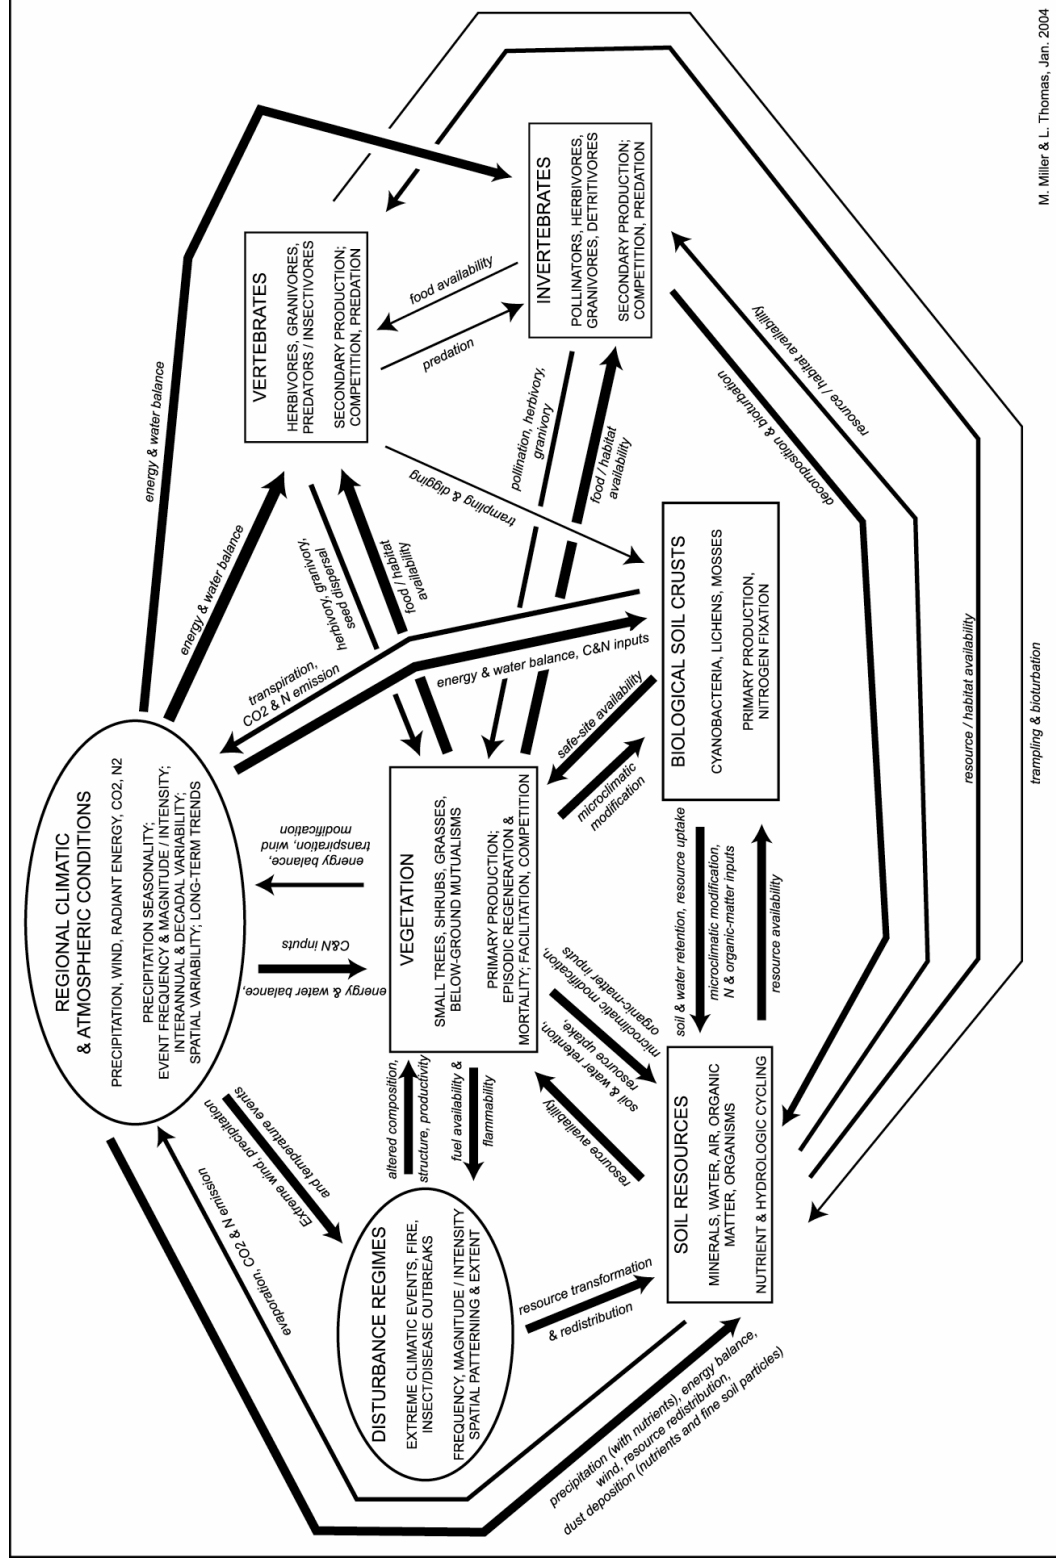 REGIONAL CLIMATIC
& ATMOSPHERIC CONDITIONS
PRECIPITATION, WIND, RADIANT ENERGY, CO2, N2
PRECIPITATION SEASONALITY;
EVENT FREQUENCY & MAGNITUDE / INTENSITY;
INTERANNUAL & DECADAL VARIABILITY;
SPATIAL VARIABILITY; LONG-TERM TRENDS
energy & water balance
energy & water balance
transpiration,
CO2 & N emission
energy & water balance, C&N inputs
energy balance,
transpiration, wind
modification
energy & water balance,
C&N inputs
Extreme wind, precipitation
and temperature events
evaporation, CO2 & N emission
precipitation (with nutrients), energy balance,
wind, resource redistribution,
dust deposition (nutrients and fine soil particles)
DISTURBANCE REGIMES
EXTREME CLIMATIC EVENTS, FIRE,
INSECT/DISEASE OUTBREAKS
FREQUENCY, MAGNITUDE / INTENSITY
SPATIAL PATTERNING & EXTENT
altered composition,
structure, productivity
fuel availability &
flammability
resource transformation
& redistribution
VEGETATION
SMALL TREES, SHRUBS, GRASSES,
BELOW-GROUND MUTUALISMS
PRIMARY PRODUCTION;
EPISODIC REGENERATION &
MORTALITY; FACILITATION, COMPETITION
resource availability
soil & water retention,
resource uptake,
microclimatic modification,
organic-matter inputs
safe-site availability
microclimatic
modification
VERTEBRATES
HERBIVORES, GRANIVORES,
PREDATORS / INSECTIVORES
SECONDARY PRODUCTION;
COMPETITION, PREDATION
herbivory, granivory,
seed dispersal
food / habitat
availability
food availability
predation
trampling & digging
INVERTEBRATES
POLLINATORS, HERBIVORES,
GRANIVORES, DETRITIVORES
SECONDARY PRODUCTION;
COMPETITION, PREDATION
pollination, herbivory,
granivory
food / habitat
availability
BIOLOGICAL SOIL CRUSTS
CYANOBACTERIA, LICHENS, MOSSES
PRIMARY PRODUCTION,
NITROGEN FIXATION
soil & water retention, resource uptake
microclimatic modification,
N & organic-matter inputs
resource availability
SOIL RESOURCES
MINERALS, WATER, AIR, ORGANIC
MATTER, ORGANISMS
NUTRIENT & HYDROLOGIC CYCLING
decomposition & bioturbation
resource / habitat availability
resource / habitat availability
trampling & bioturbation
M. Miller & L. Thomas, Jan. 2004